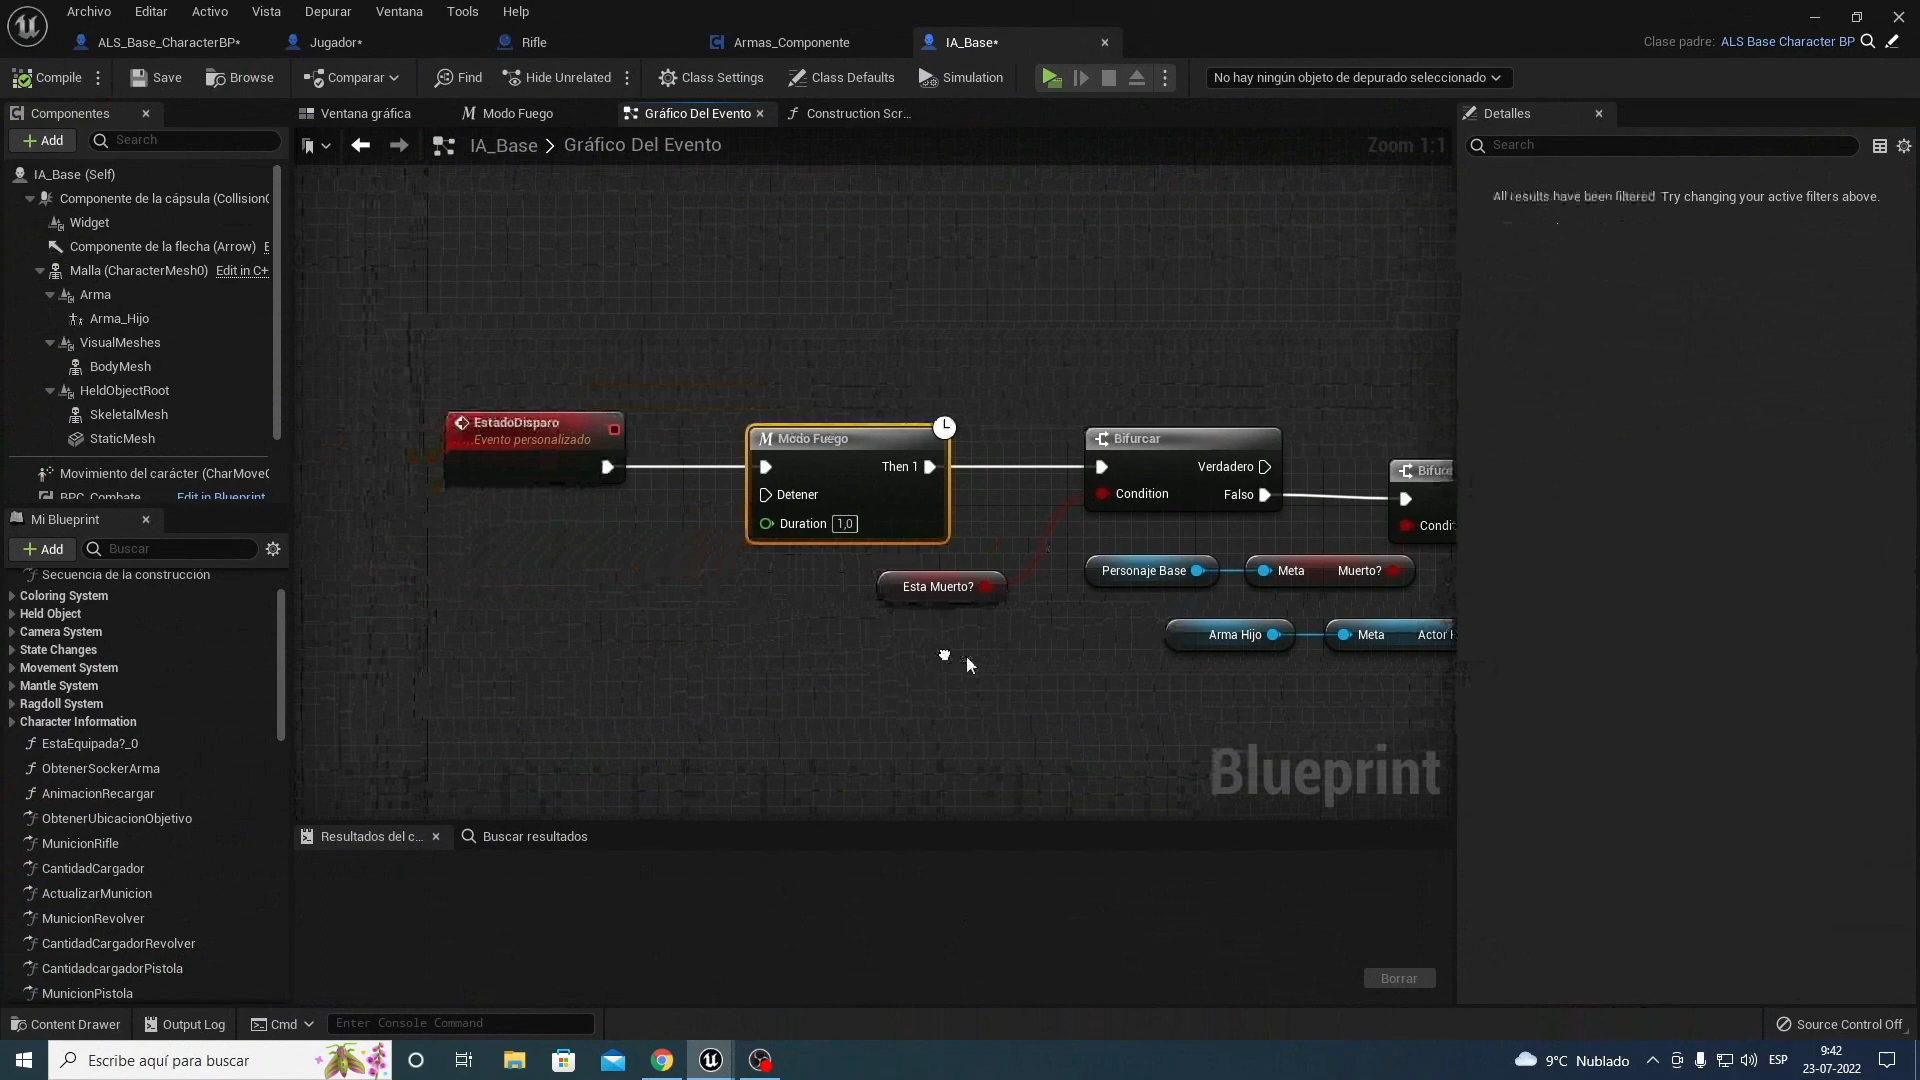 Archivo Editar Activo Vista Depurar Ventana Tools Help
ALS_Base_CharacterBP* Jugador* Rifle Armas_Componente IA_Base* Clase padre: ALS Base Character BP
Compile Save Browse Comparar Find Hide Unrelated Class Settings Class Defaults Simulation No hay ningún objeto de depurado seleccionado
Componentes Ventana gráfica Modo Fuego Gráfico Del Evento Construction Scr... Detalles
Add Search
IA_Base > Gráfico Del Evento Zoom 1:1
Search
All results have been filtered Try changing your active filters above.
IA_Base (Self)
Componente de la cápsula (Collision
Widget
Componente de la flecha (Arrow) E
Malla (CharacterMesh0) Edit in C+
Arma
Arma_Hijo
VisualMeshes
BodyMesh
HeldObjectRoot
SkeletalMesh
StaticMesh
Movimiento del carácter (CharMove
BPC_Combate Edit in Blueprint
EstadoDisparo
Evento personalizado
Modo Fuego
Then 1
Detener
Duration 1,0
Bifurcar
Verdadero
Condition Falso
Esta Muerto?
Personaje Base
Meta Muerto?
Arma Hijo
Meta Actor
Blueprint
Mi Blueprint
Add Buscar
Secuencia de la construcción
Coloring System
Held Object
Camera System
State Changes
Movement System
Mantle System
Ragdoll System
Character Information
EstaEquipada?_0
ObtenerSockerArma
AnimacionRecargar
ObtenerUbicacionObjetivo
MunicionRifle
CantidadCargador
ActualizarMunicion
MunicionRevolver
CantidadCargadorRevolver
CantidadcargadorPistola
MunicionPistola
Resultados del c... Buscar resultados
Borrar
Content Drawer Output Log Cmd Enter Console Command Source Control Off
Escribe aquí para buscar
9°C Nublado ESP
9:42
23-07-2022